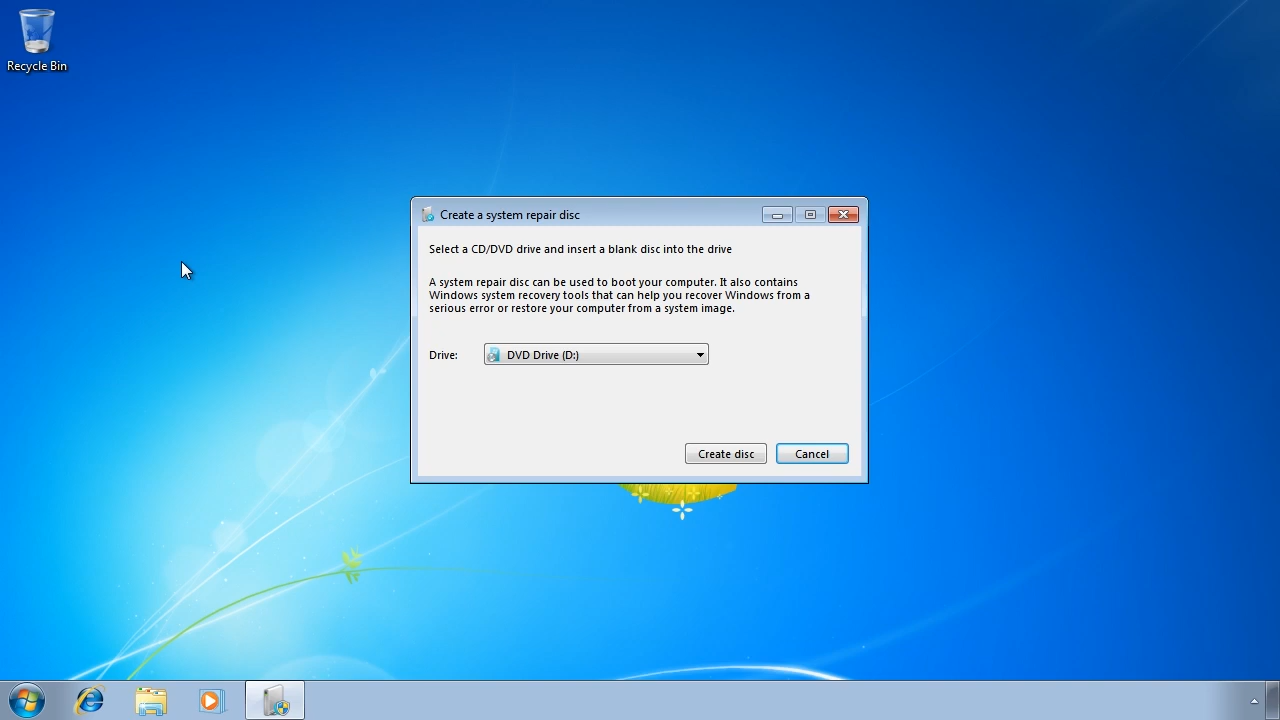 Recycle Bin
Create a system repair disc
Select a CD/DVD drive and insert a blank disc into the drive
A system repair disc can be used to boot your computer. It also contains
Windows system recovery tools that can help you recover Windows from a
serious error or restore your computer from a system image.
Drive:
DVD Drive (D:)
Create disc
Cancel